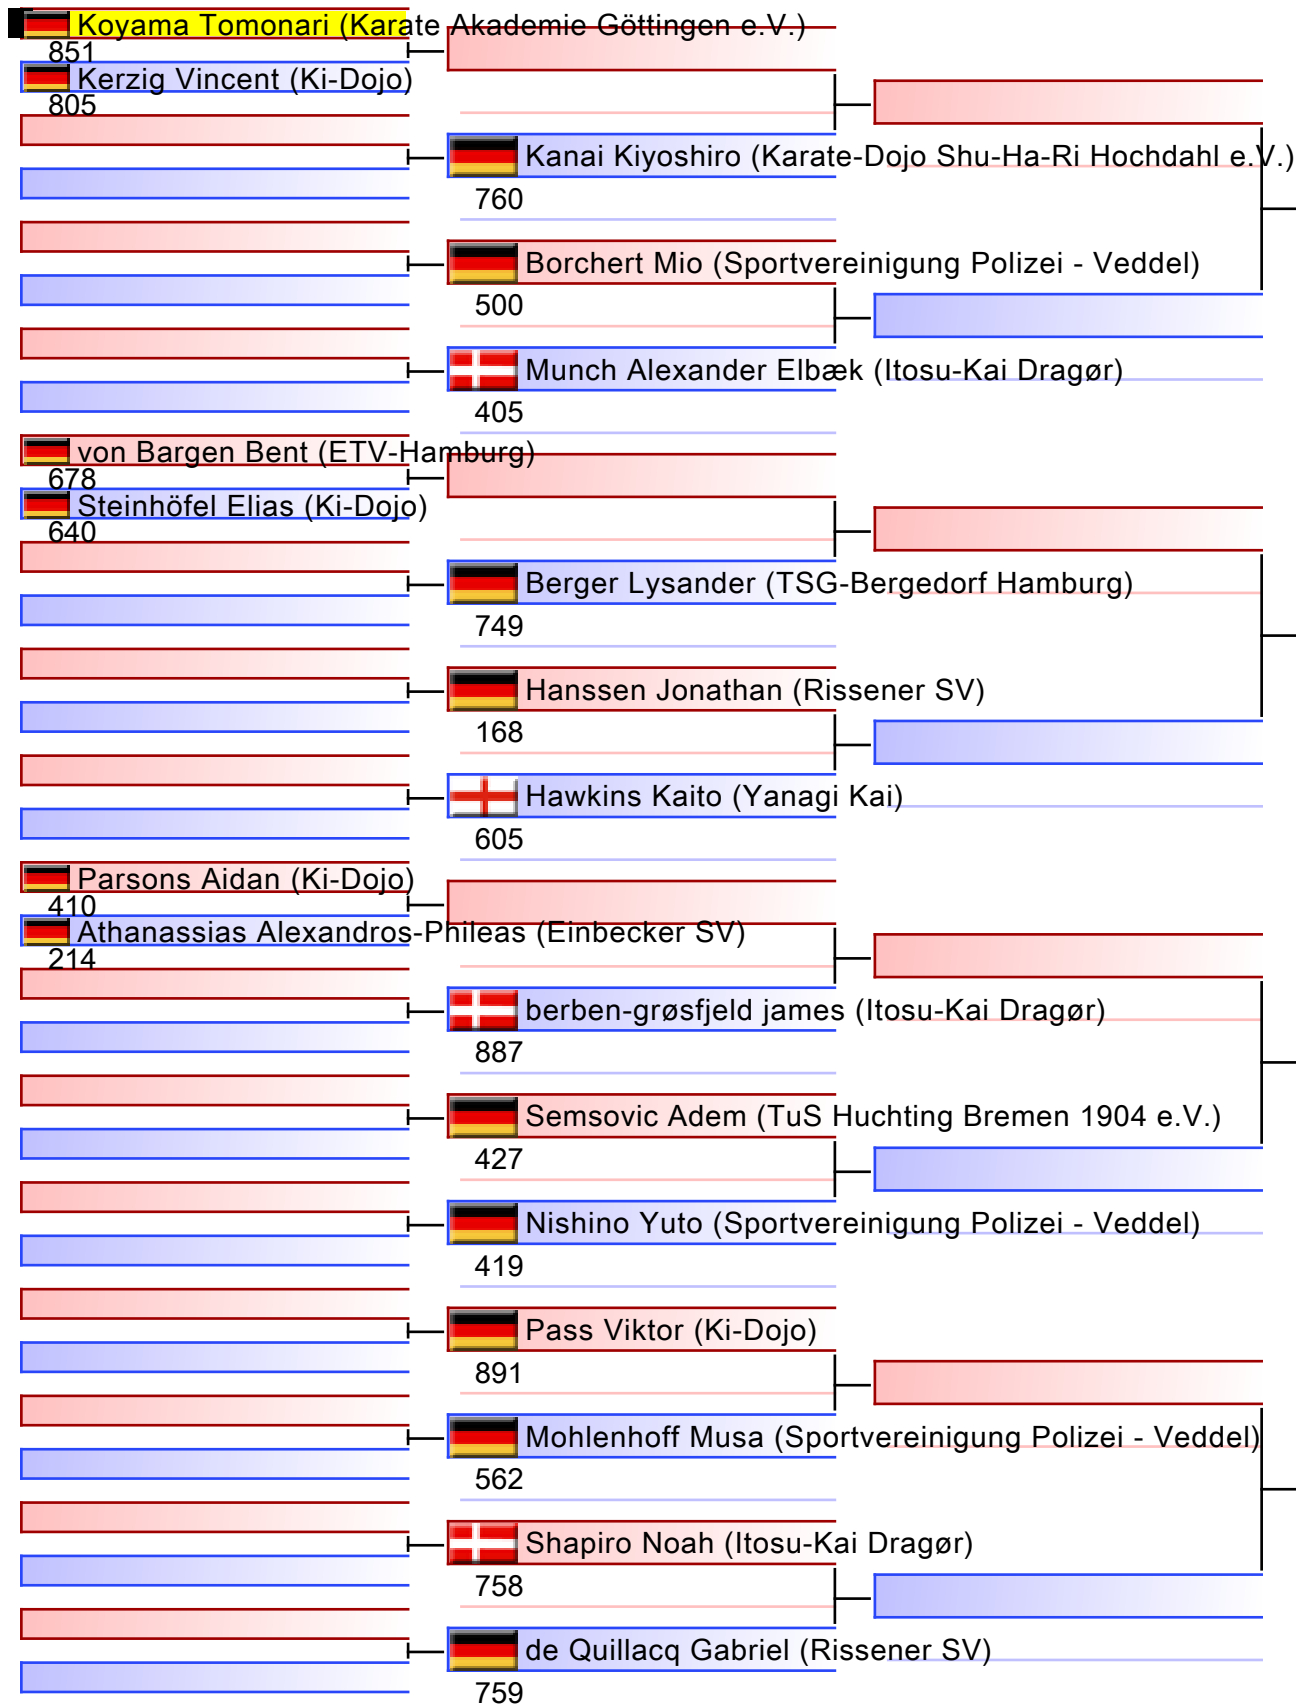 Koyama Tomonari (Karate Akademie Göttingen e.V.)
851
Kerzig Vincent (Ki-Dojo)
805
Kanai Kiyoshiro (Karate-Dojo Shu-Ha-Ri Hochdahl e.V.)
760
Borchert Mio (Sportvereinigung Polizei - Veddel)
500
Munch Alexander Elbæk (Itosu-Kai Dragør)
405
von Bargen Bent (ETV-Hamburg)
678
Steinhöfel Elias (Ki-Dojo)
640
Berger Lysander (TSG-Bergedorf Hamburg)
749
Hanssen Jonathan (Rissener SV)
168
Hawkins Kaito (Yanagi Kai)
605
Parsons Aidan (Ki-Dojo)
410
Athanassias Alexandros-Phileas (Einbecker SV)
214
berben-grøsfjeld james (Itosu-Kai Dragør)
887
Semsovic Adem (TuS Huchting Bremen 1904 e.V.)
427
Nishino Yuto (Sportvereinigung Polizei - Veddel)
419
Pass Viktor (Ki-Dojo)
891
Mohlenhoff Musa (Sportvereinigung Polizei - Veddel)
562
Shapiro Noah (Itosu-Kai Dragør)
758
de Quillacq Gabriel (Rissener SV)
759